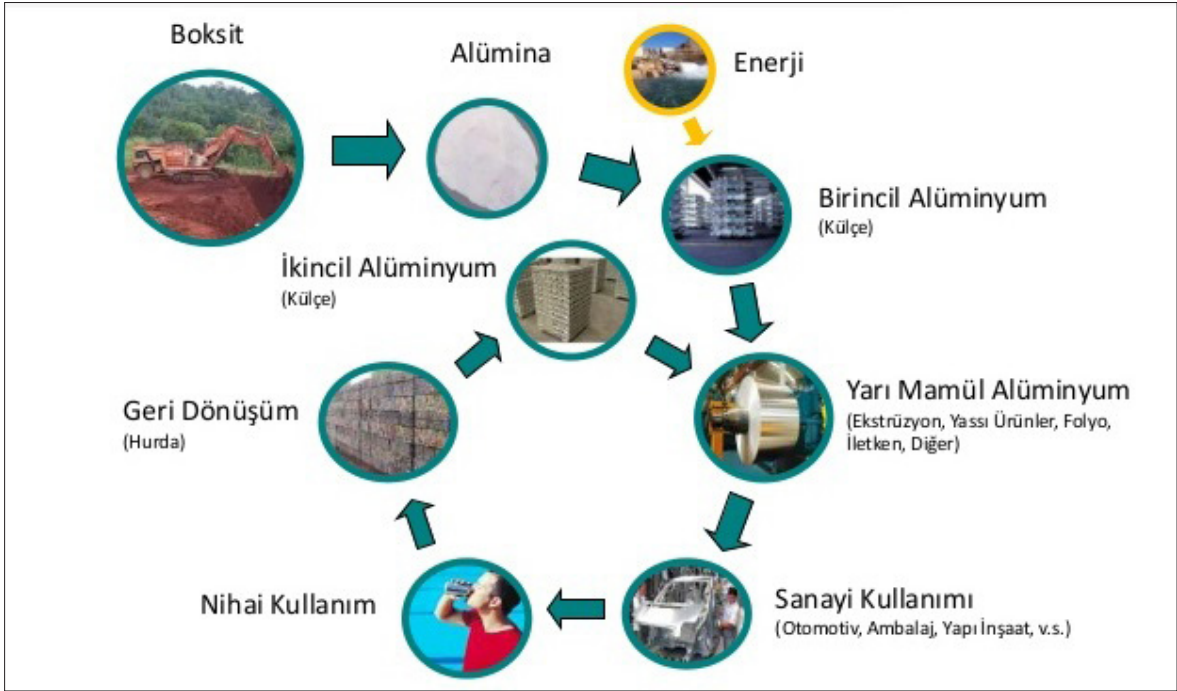 Boksit
Alümina
Enerji
Birincil Alüminyum
(Külçe)
İkincil Alüminyum
(Külçe)
Yarı Mamül Alüminyum
(Ekstrüzyon, Yassı Ürünler, Folyo,
İletken, Diğer)
Geri Dönüşüm
(Hurda)
Nihai Kullanım
Sanayi Kullanımı
(Otomotiv, Ambalaj, Yapı İnşaat, v.s.)